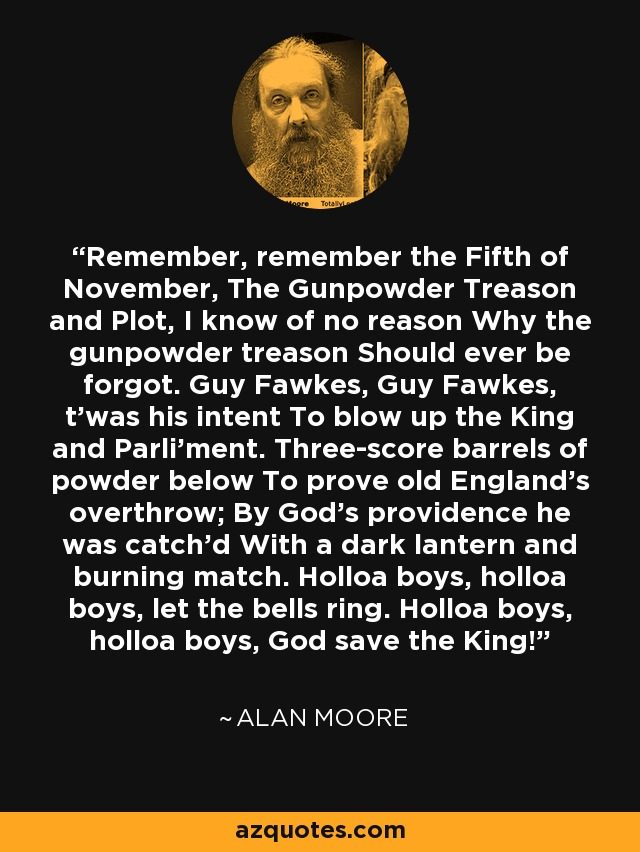 Moore TotallyLo
“Remember, remember the Fifth of
November, The Gunpowder Treason
and Plot, I know of no reason Why the
gunpowder treason Should ever be
forgot. Guy Fawkes, Guy Fawkes,
t’was his intent To blow up the King
and Parli’ment. Three-score barrels of
powder below To prove old England’s
overthrow; By God’s providence he
was catch’d With a dark lantern and
burning match. Holloa boys, holloa
boys, let the bells ring. Holloa boys,
holloa boys, God save the King!”
~ ALAN MOORE
azquotes.com